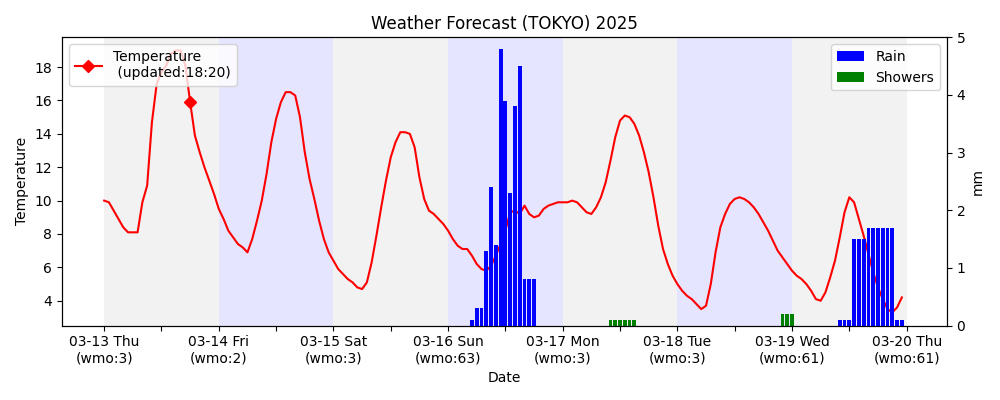 Weather Forecast (TOKYO) 2025
Temperature
(updated:18:20)
Rain
Showers
Temperature
18
16
14
12
10
8
6
4
5
4
3
2
1
0
mm
03-13 Thu
(wmo:3)
03-14 Fri
(wmo:2)
03-15 Sat
(wmo:3)
03-16 Sun
(wmo:63)
03-17 Mon
(wmo:3)
03-18 Tue
(wmo:3)
03-19 Wed
(wmo:61)
03-20 Thu
(wmo:61)
Date